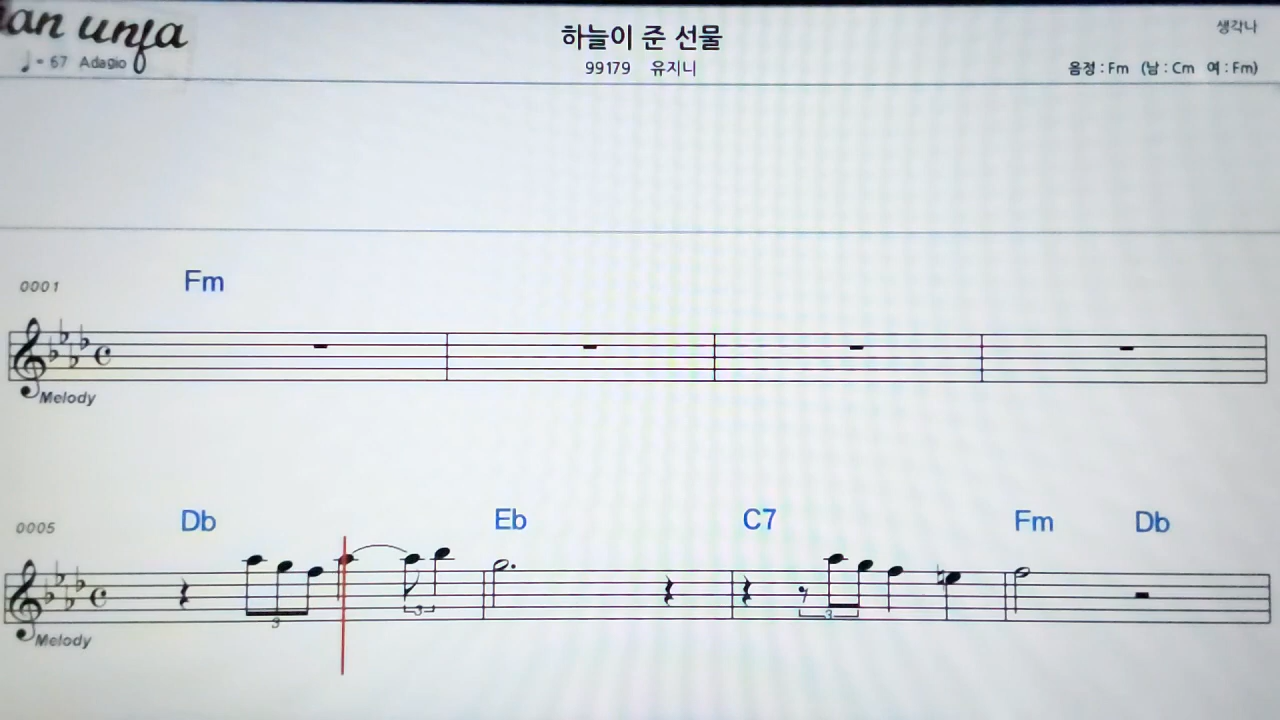 an unja
♩= 67 Adagio
하늘이 준 선물
99179 유지니
생각나
음정 : Fm (남 : Cm 여 : Fm)
0001 Fm
Melody
0005 Db Eb C7 Fm Db
3 3 3
Melody